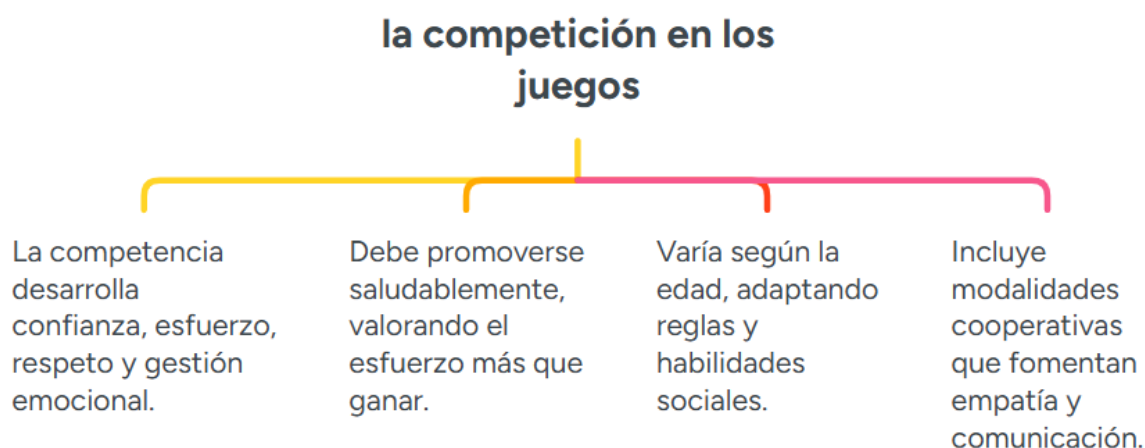 la competición en los
juegos
La competencia
desarrolla
confianza, esfuerzo,
respeto y gestión
emocional.
Debe promoverse
saludablemente,
valorando el
esfuerzo más que
ganar.
Varía según la
edad, adaptando
reglas y
habilidades
sociales.
Incluye
modalidades
cooperativas
que fomentan
empatía y
comunicación.